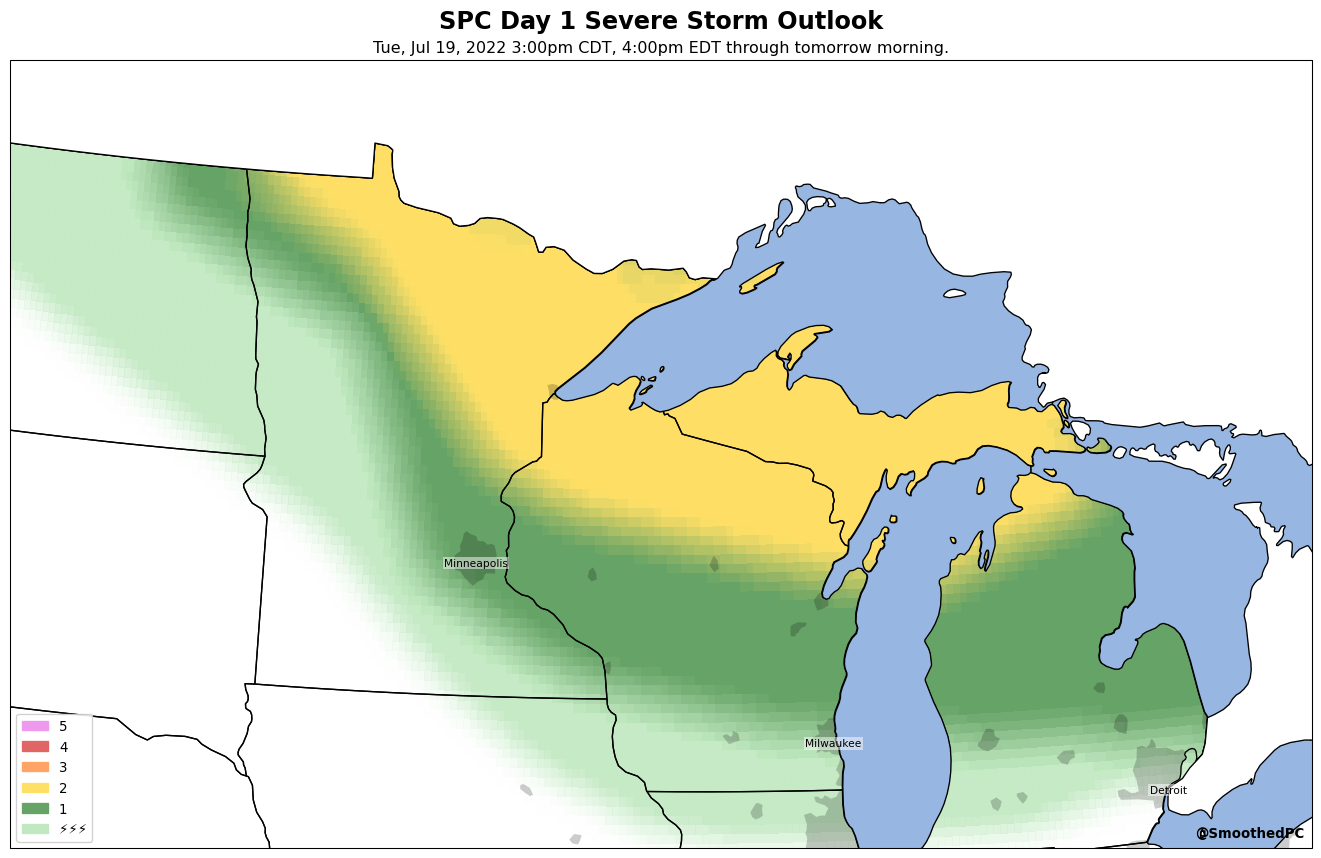 SPC Day 1 Severe Storm Outlook
Tue, Jul 19, 2022 3:00pm CDT, 4:00pm EDT through tomorrow morning.
Minneapolis
Milwaukee
Detroit
5
4
3
2
1
⚡⚡⚡
@SmoothedPC